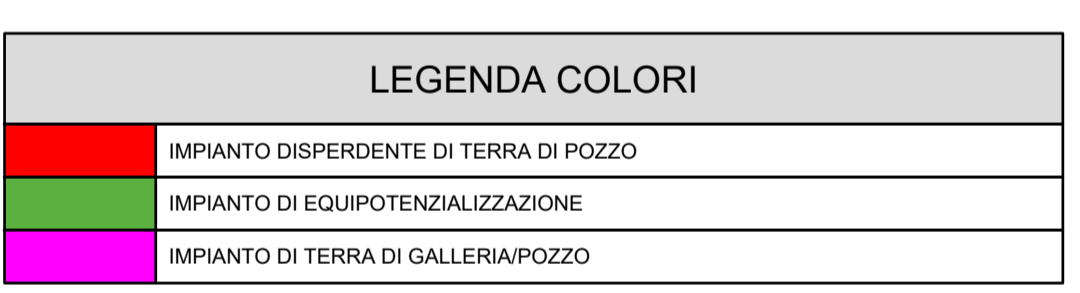 LEGENDA COLORI
IMPIANTO DISPERDENTE DI TERRA DI POZZO
IMPIANTO DI EQUIPOTENZIALIZZAZIONE
IMPIANTO DI TERRA DI GALLERIA/POZZO